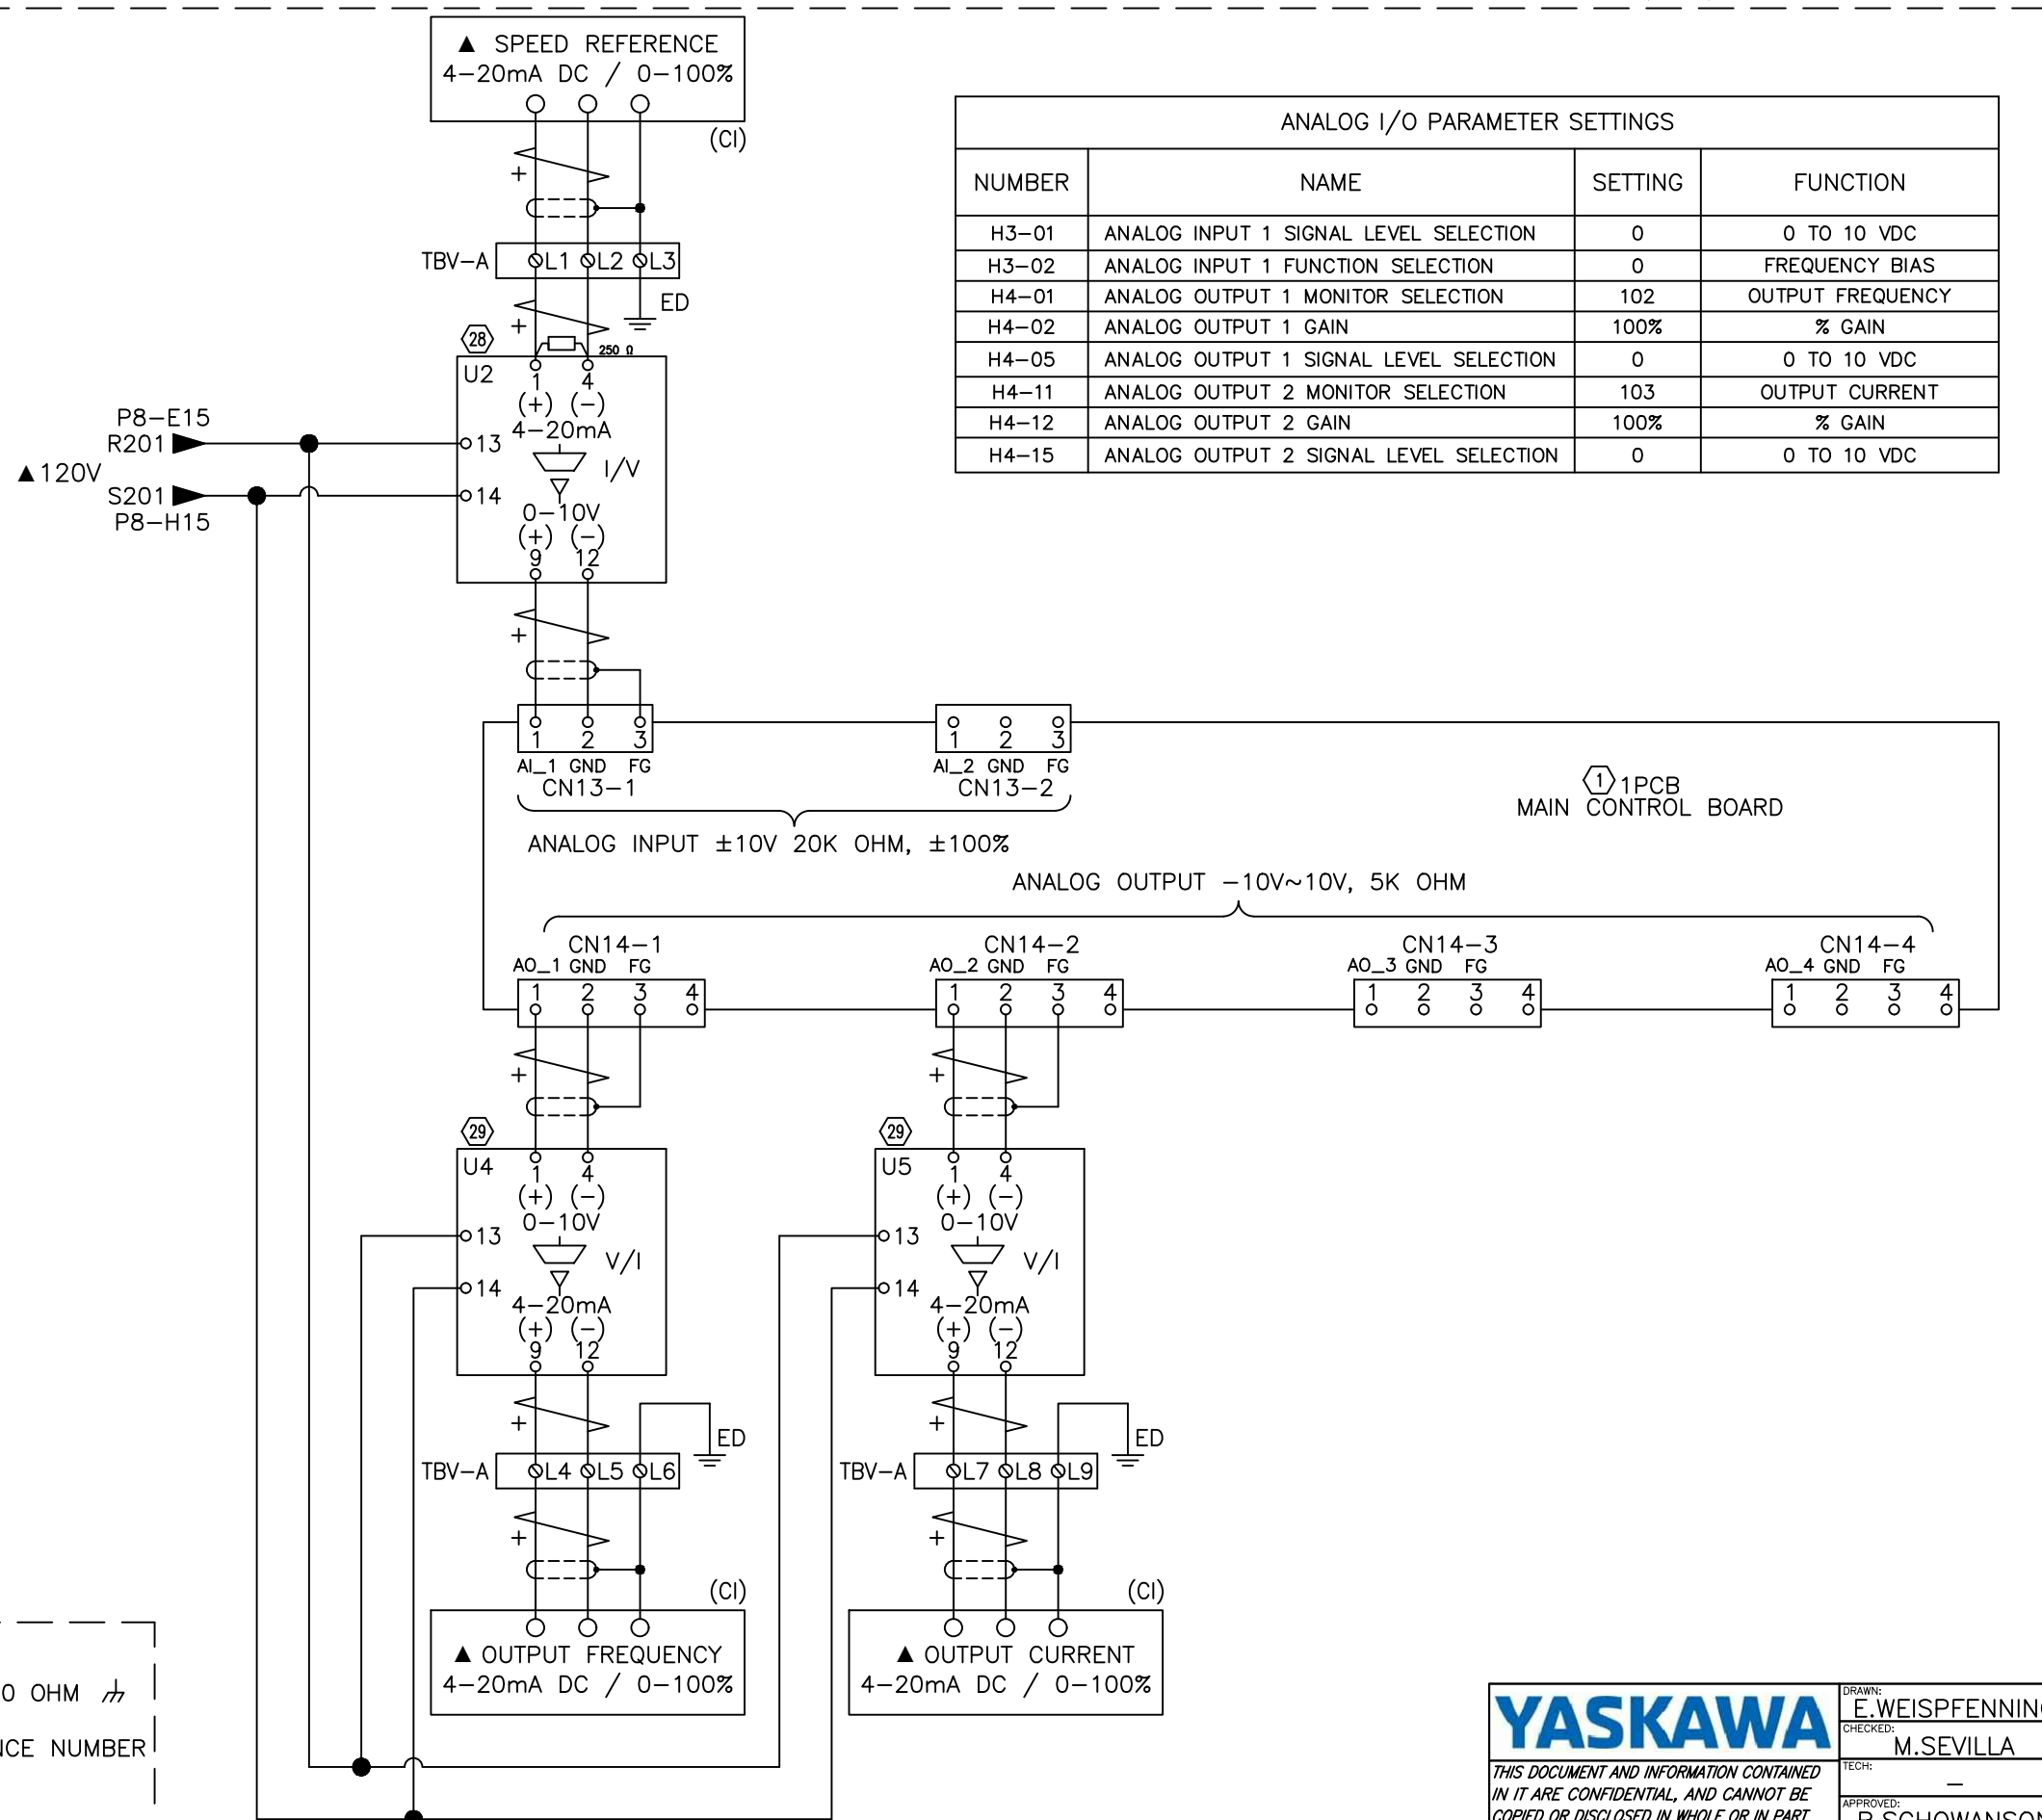 ▲ SPEED REFERENCE
4-20mA DC / 0-100%
(CI)
+
TBV-A
L1 L2 L3
ED
+
28
250 Ω
U2
1 4
(+) (-)
4-20mA
I/V
0-10V
(+) (-)
9 12
13
14
P8-E15
R201
▲120V
S201
P8-H15
+
ANALOG I/O PARAMETER SETTINGS
NUMBER NAME SETTING FUNCTION
H3-01 ANALOG INPUT 1 SIGNAL LEVEL SELECTION 0 0 TO 10 VDC
H3-02 ANALOG INPUT 1 FUNCTION SELECTION 0 FREQUENCY BIAS
H4-01 ANALOG OUTPUT 1 MONITOR SELECTION 102 OUTPUT FREQUENCY
H4-02 ANALOG OUTPUT 1 GAIN 100% % GAIN
H4-05 ANALOG OUTPUT 1 SIGNAL LEVEL SELECTION 0 0 TO 10 VDC
H4-11 ANALOG OUTPUT 2 MONITOR SELECTION 103 OUTPUT CURRENT
H4-12 ANALOG OUTPUT 2 GAIN 100% % GAIN
H4-15 ANALOG OUTPUT 2 SIGNAL LEVEL SELECTION 0 0 TO 10 VDC
1 2 3
AI_1 GND FG
CN13-1
1 2 3
AI_2 GND FG
CN13-2
ANALOG INPUT ±10V 20K OHM, ±100%
1 1PCB
MAIN CONTROL BOARD
ANALOG OUTPUT -10V~10V, 5K OHM
CN14-1
AO_1 GND FG
1 2 3 4
CN14-2
AO_2 GND FG
1 2 3 4
CN14-3
AO_3 GND FG
1 2 3 4
CN14-4
AO_4 GND FG
1 2 3 4
+
29
U4
1 4
(+) (-)
0-10V
13
V/I
14
4-20mA
(+) (-)
9 12
+
ED
TBV-A
L4 L5 L6
+
(CI)
▲ OUTPUT FREQUENCY
4-20mA DC / 0-100%
+
29
U5
1 4
(+) (-)
0-10V
13
V/I
14
4-20mA
(+) (-)
9 12
+
ED
TBV-A
L7 L8 L9
+
(CI)
▲ OUTPUT CURRENT
4-20mA DC / 0-100%
0 OHM
NCE NUMBER
YASKAWA
THIS DOCUMENT AND INFORMATION CONTAINED
IN IT ARE CONFIDENTIAL, AND CANNOT BE
COPIED OR DISCLOSED IN WHOLE OR IN PART
DRAWN:
E.WEISPFENNING
CHECKED:
M.SEVILLA
TECH:
-
APPROVED: